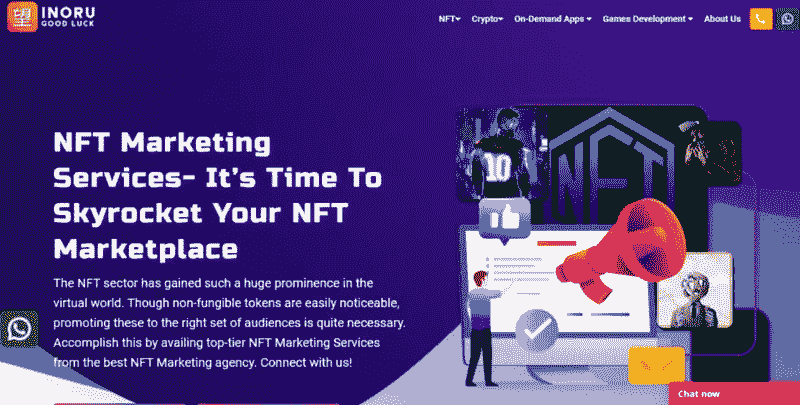 望 INORU
GOOD LUCK
NFT Crypto On-Demand Apps Games Development About Us
NFT Marketing
Services- It's Time To
Skyrocket Your NFT
Marketplace
The NFT sector has gained such a huge prominence in the
virtual world. Though non-fungible tokens are easily noticeable,
promoting these to the right set of audiences is quite necessary.
Accomplish this by availing top-tier NFT Marketing Services
from the best NFT Marketing agency. Connect with us!
10
NFT
Chat now